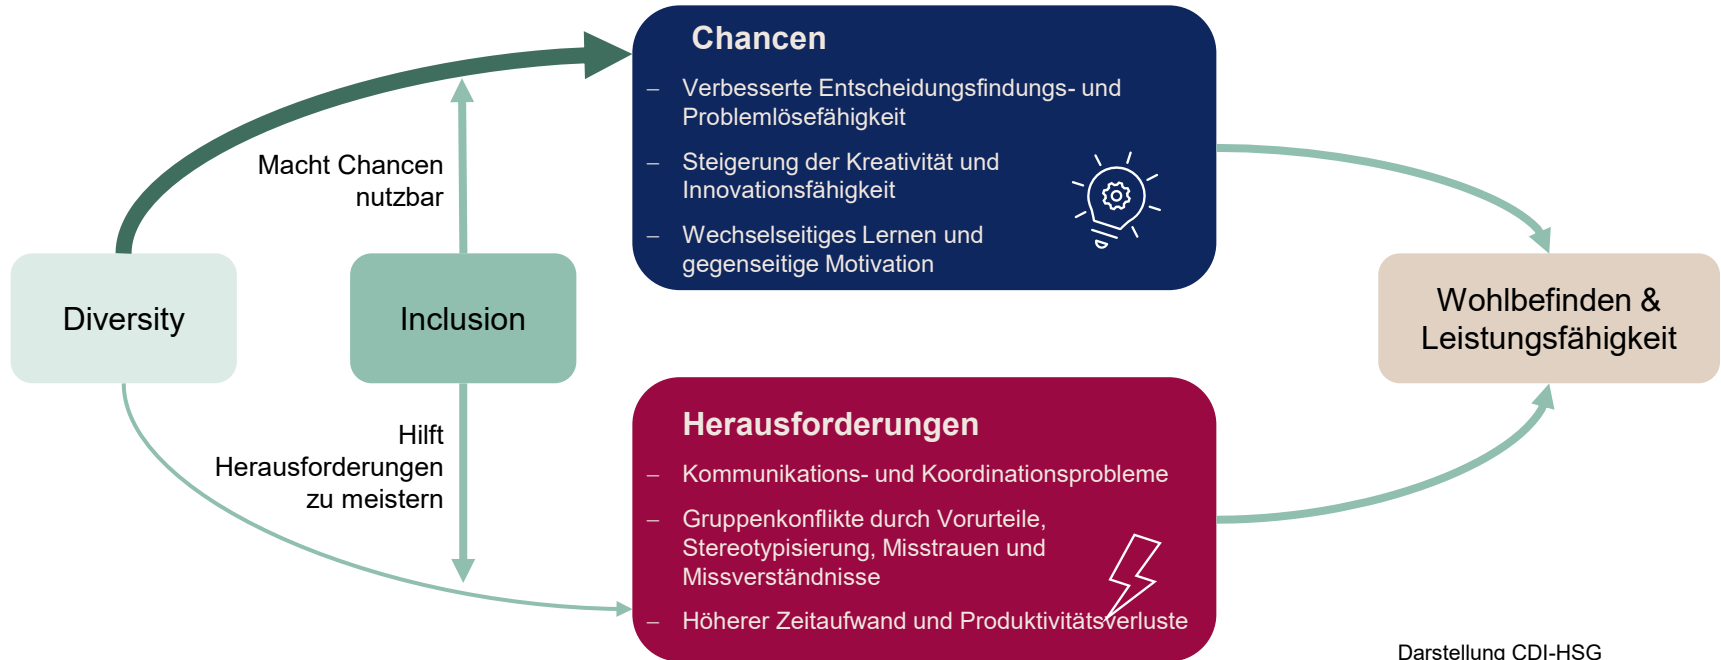 Chancen
– Verbesserte Entscheidungsfindungs- und
Problemlösefähigkeit
– Steigerung der Kreativität und
Innovationsfähigkeit
– Wechselseitiges Lernen und
gegenseitige Motivation
Macht Chancen
nutzbar
Diversity
Inclusion
Wohlbefinden &
Leistungsfähigkeit
Hilft
Herausforderungen
zu meistern
Herausforderungen
– Kommunikations- und Koordinationsprobleme
– Gruppenkonflikte durch Vorurteile,
Stereotypisierung, Misstrauen und
Missverständnisse
– Höherer Zeitaufwand und Produktivitätsverluste
Darstellung CDI-HSG